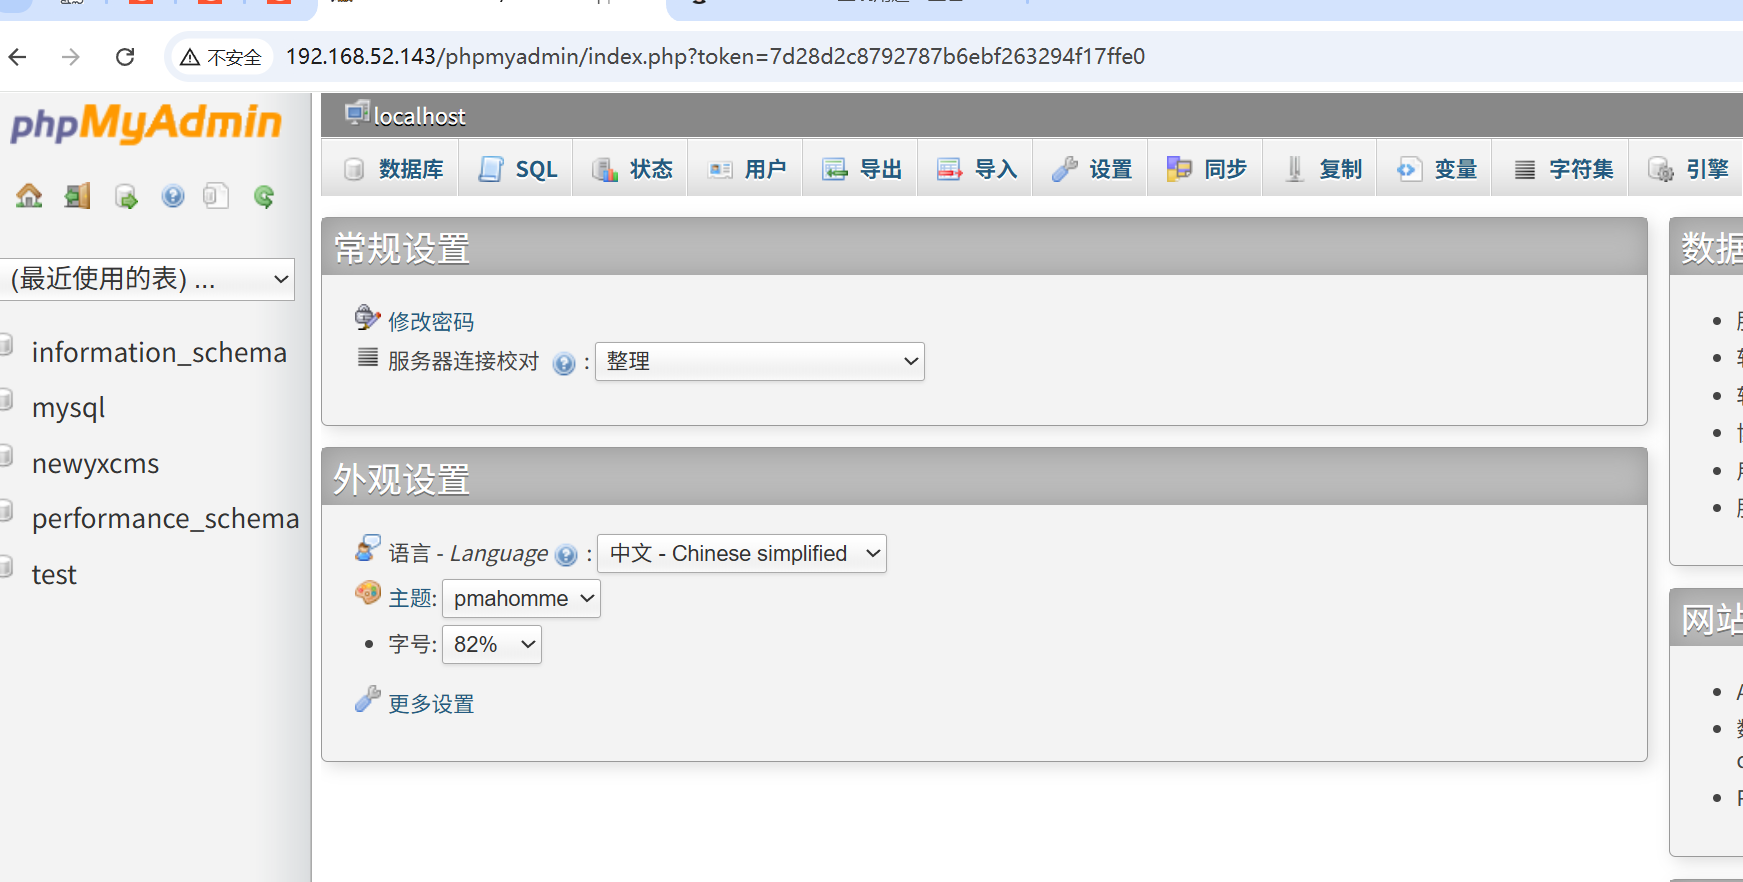 不安全 192.168.52.143/phpmyadmin/index.php?token=7d28d2c8792787b6ebf263294f17ffe0
phpMyAdmin
(最近使用的表) ...
information_schema
mysql
newyxcms
performance_schema
test
localhost
数据库 SQL 状态 用户 导出 导入 设置 同步 复制 变量 字符集 引擎
常规设置
修改密码
服务器连接校对 : 整理
外观设置
语言 - Language : 中文 - Chinese simplified
主题: pmahomme
字号: 82%
更多设置
数据
网站